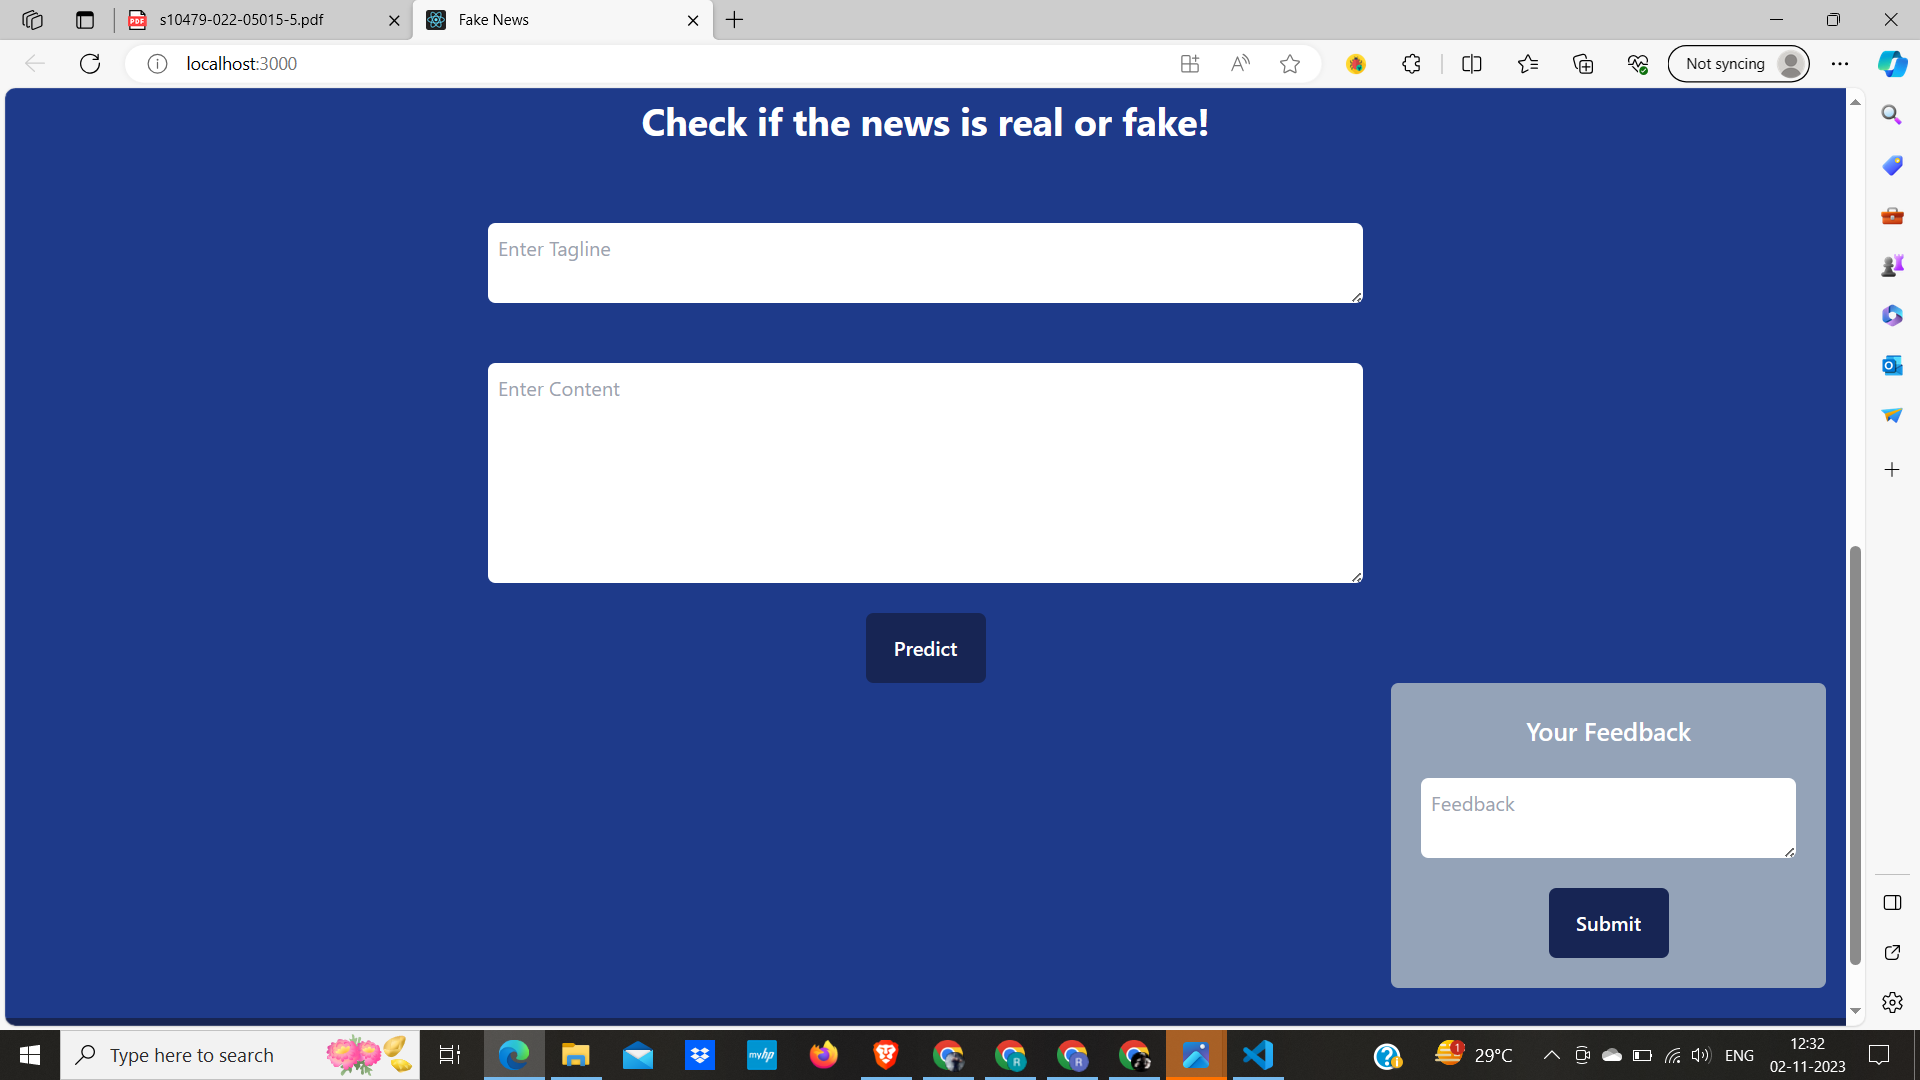 s10479-022-05015-5.pdf
Fake News
localhost:3000
Not syncing
Check if the news is real or fake!
Enter Tagline
Enter Content
Predict
Your Feedback
Feedback
Submit
Type here to search
myhp
R
R
1
29°C
ENG
12:32
02-11-2023